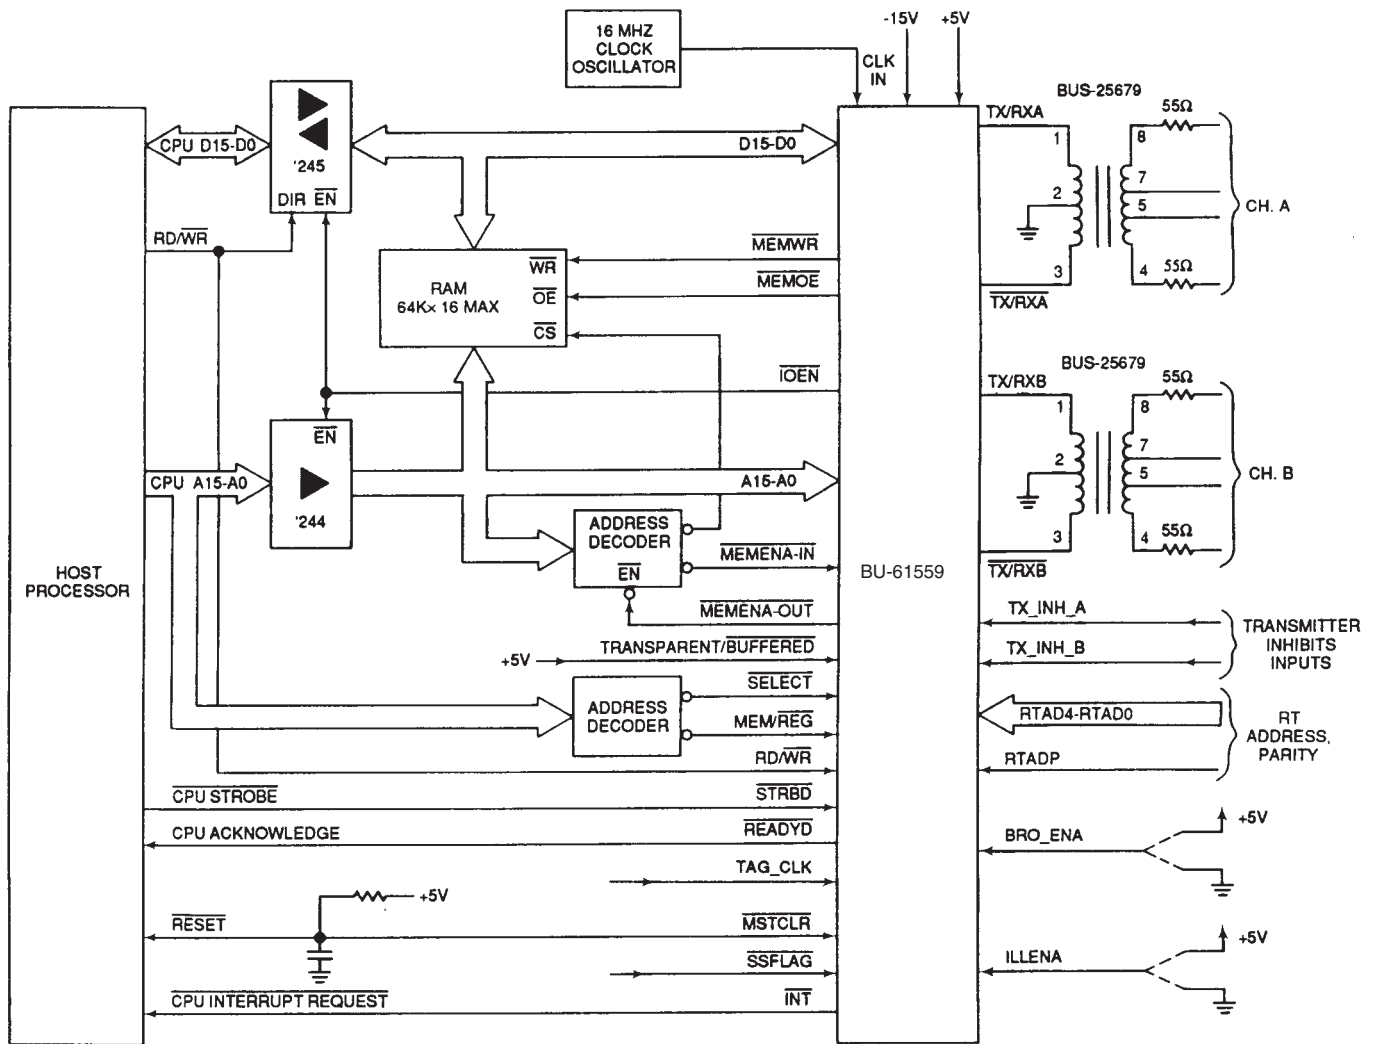 16 MHZ
CLOCK
OSCILLATOR
-15V
+5V
CLK
IN
BUS-25679
TX/RXA
55Ω
1
8
CPU D15-D0
'245
D15-D0
7
2
5
CH. A
DIR EN
RD/WR
MEMWR
WR
RAM
64K× 16 MAX
OE
MEMOE
CS
3
4
55Ω
TX/RXA
BUS-25679
IOEN
TX/RXB
55Ω
1
8
EN
7
2
5
CH. B
CPU A15-A0
'244
A15-A0
ADDRESS
DECODER
EN
MEMENA-IN
3
4
55Ω
TX/RXB
HOST
PROCESSOR
BU-61559
MEMENA-OUT
TX_INH_A
TX_INH_B
TRANSMITTER
INHIBITS
INPUTS
+5V
TRANSPARENT/BUFFERED
SELECT
ADDRESS
DECODER
MEM/REG
RTAD4-RTAD0
RT
ADDRESS,
PARITY
RD/WR
RTADP
CPU STROBE
STRBD
CPU ACKNOWLEDGE
READYD
BRO_ENA
+5V
TAG_CLK
+5V
RESET
MSTCLR
SSFLAG
ILLENA
+5V
CPU INTERRUPT REQUEST
INT